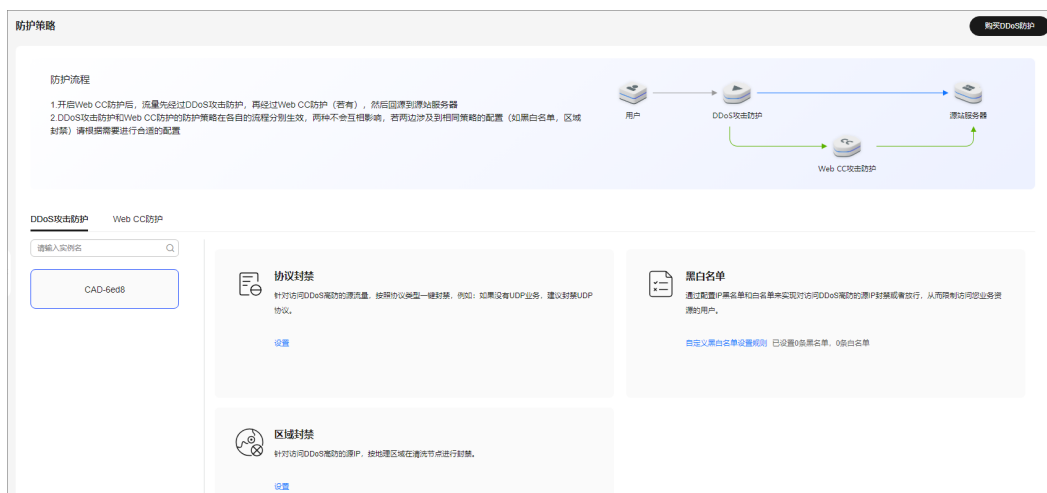 防护策略
购买DDoS防护
防护流程
1.开启Web CC防护后，流量先经过DDoS攻击防护，再经过Web CC防护（若有），然后回源到源站服务器
2.DDoS攻击防护和Web CC防护的防护策略在各自的流程分别生效，两种不会互相影响，若两边涉及到相同策略的配置（如黑白名单，区域
封禁）请根据需要进行合适的配置
用户
DDoS攻击防护
源站服务器
Web CC攻击防护
DDoS攻击防护
Web CC防护
请输入实例名
CAD-6ed8
协议封禁
针对访问DDoS高防的源流量，按照协议类型一键封禁，例如：如果没有UDP业务，建议封禁UDP
协议。
设置
黑白名单
通过配置IP黑名单和白名单来实现对访问DDoS高防的源IP封禁或者放行，从而限制访问您业务资
源的用户。
自定义黑白名单设置规则 已设置0条黑名单，0条白名单
区域封禁
针对访问DDoS高防的源IP，按地理区域在清洗节点进行封禁。
设置